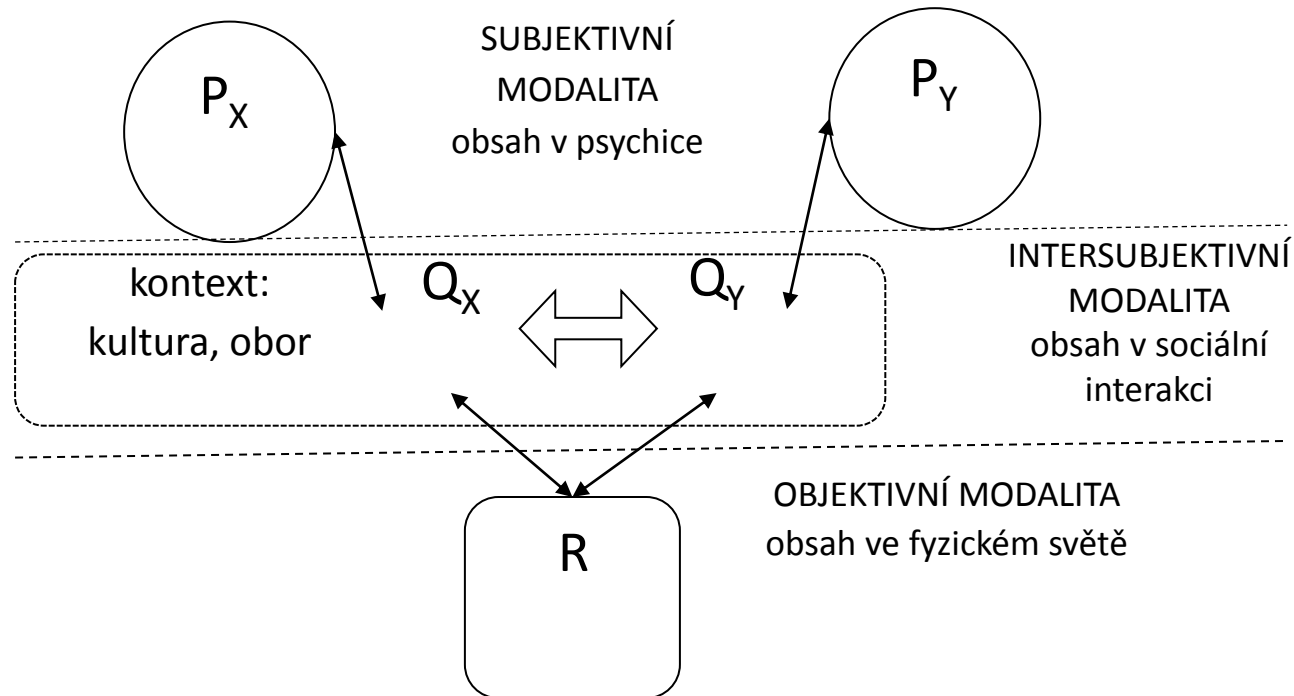 SUBJEKTIVNÍ
MODALITA
obsah v psychice
P_X
P_Y
kontext:
kultura, obor
Q_X
Q_Y
INTERSUBJEKTIVNÍ
MODALITA
obsah v sociální
interakci
OBJEKTIVNÍ MODALITA
obsah ve fyzickém světě
R